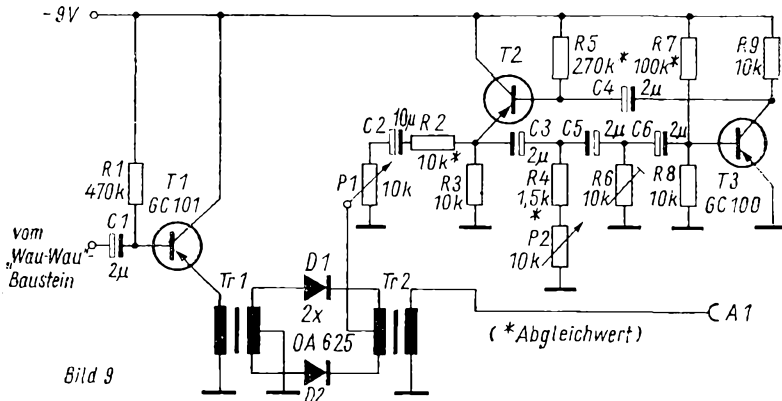 -9V
R1
470k
T1
GC101
C1
2µ
vom
"Wau-Wau"-
Baustein
Tr1
D1
2x
OA 625
D2
Tr2
P1
10k
C2
10µ
R2
10k*
R3
10k
T2
C3
2µ
R4
1,5k
*
P2
10k
R5
270k*
C4
2µ
C5
2µ
R6
10k
C6
2µ
R7
100k*
R8
10k
R9
10k
T3
GC100
A1
(*Abgleichwert)
Bild 9